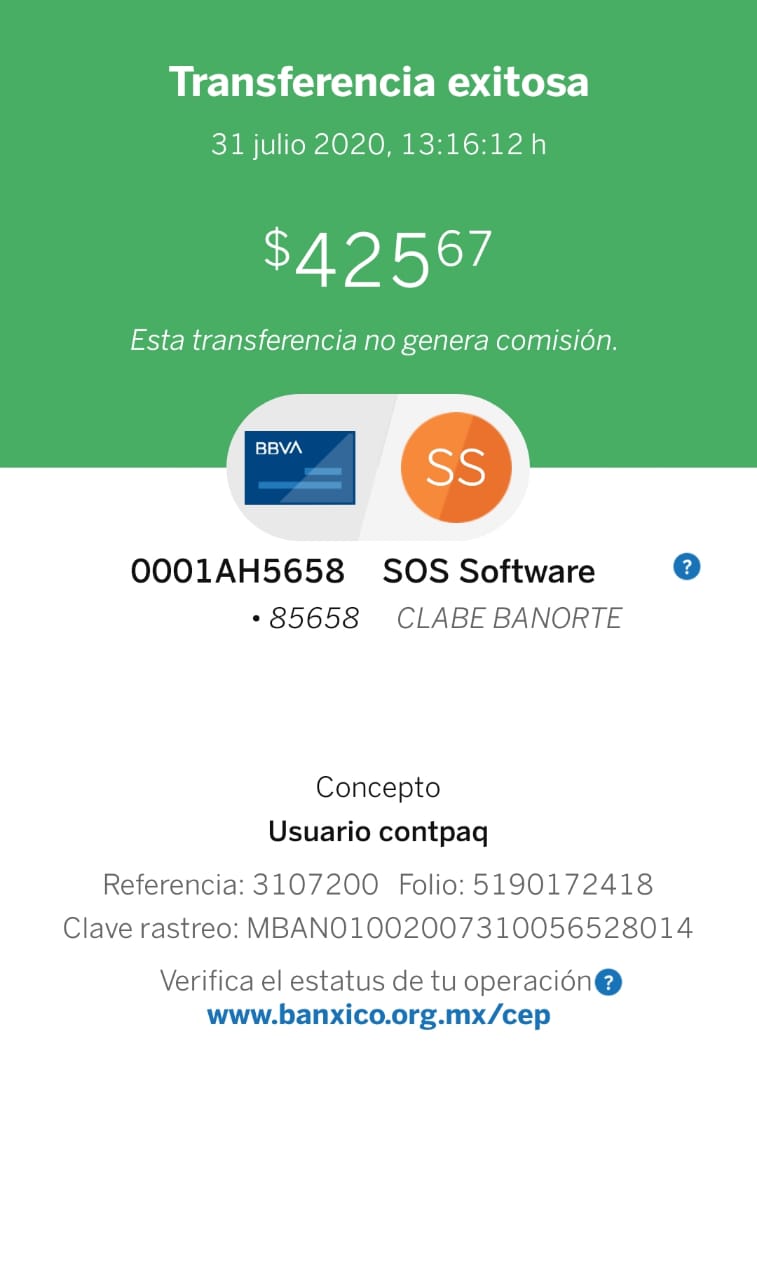 Transferencia exitosa
31 julio 2020, 13:16:12 h
$425 67
Esta transferencia no genera comisión.
BBVA
SS
0001AH5658 SOS Software ?
• 85658 CLABE BANORTE
Concepto
Usuario contpaq
Referencia: 3107200 Folio: 5190172418
Clave rastreo: MBAN01002007310056528014
Verifica el estatus de tu operación ?
www.banxico.org.mx/cep